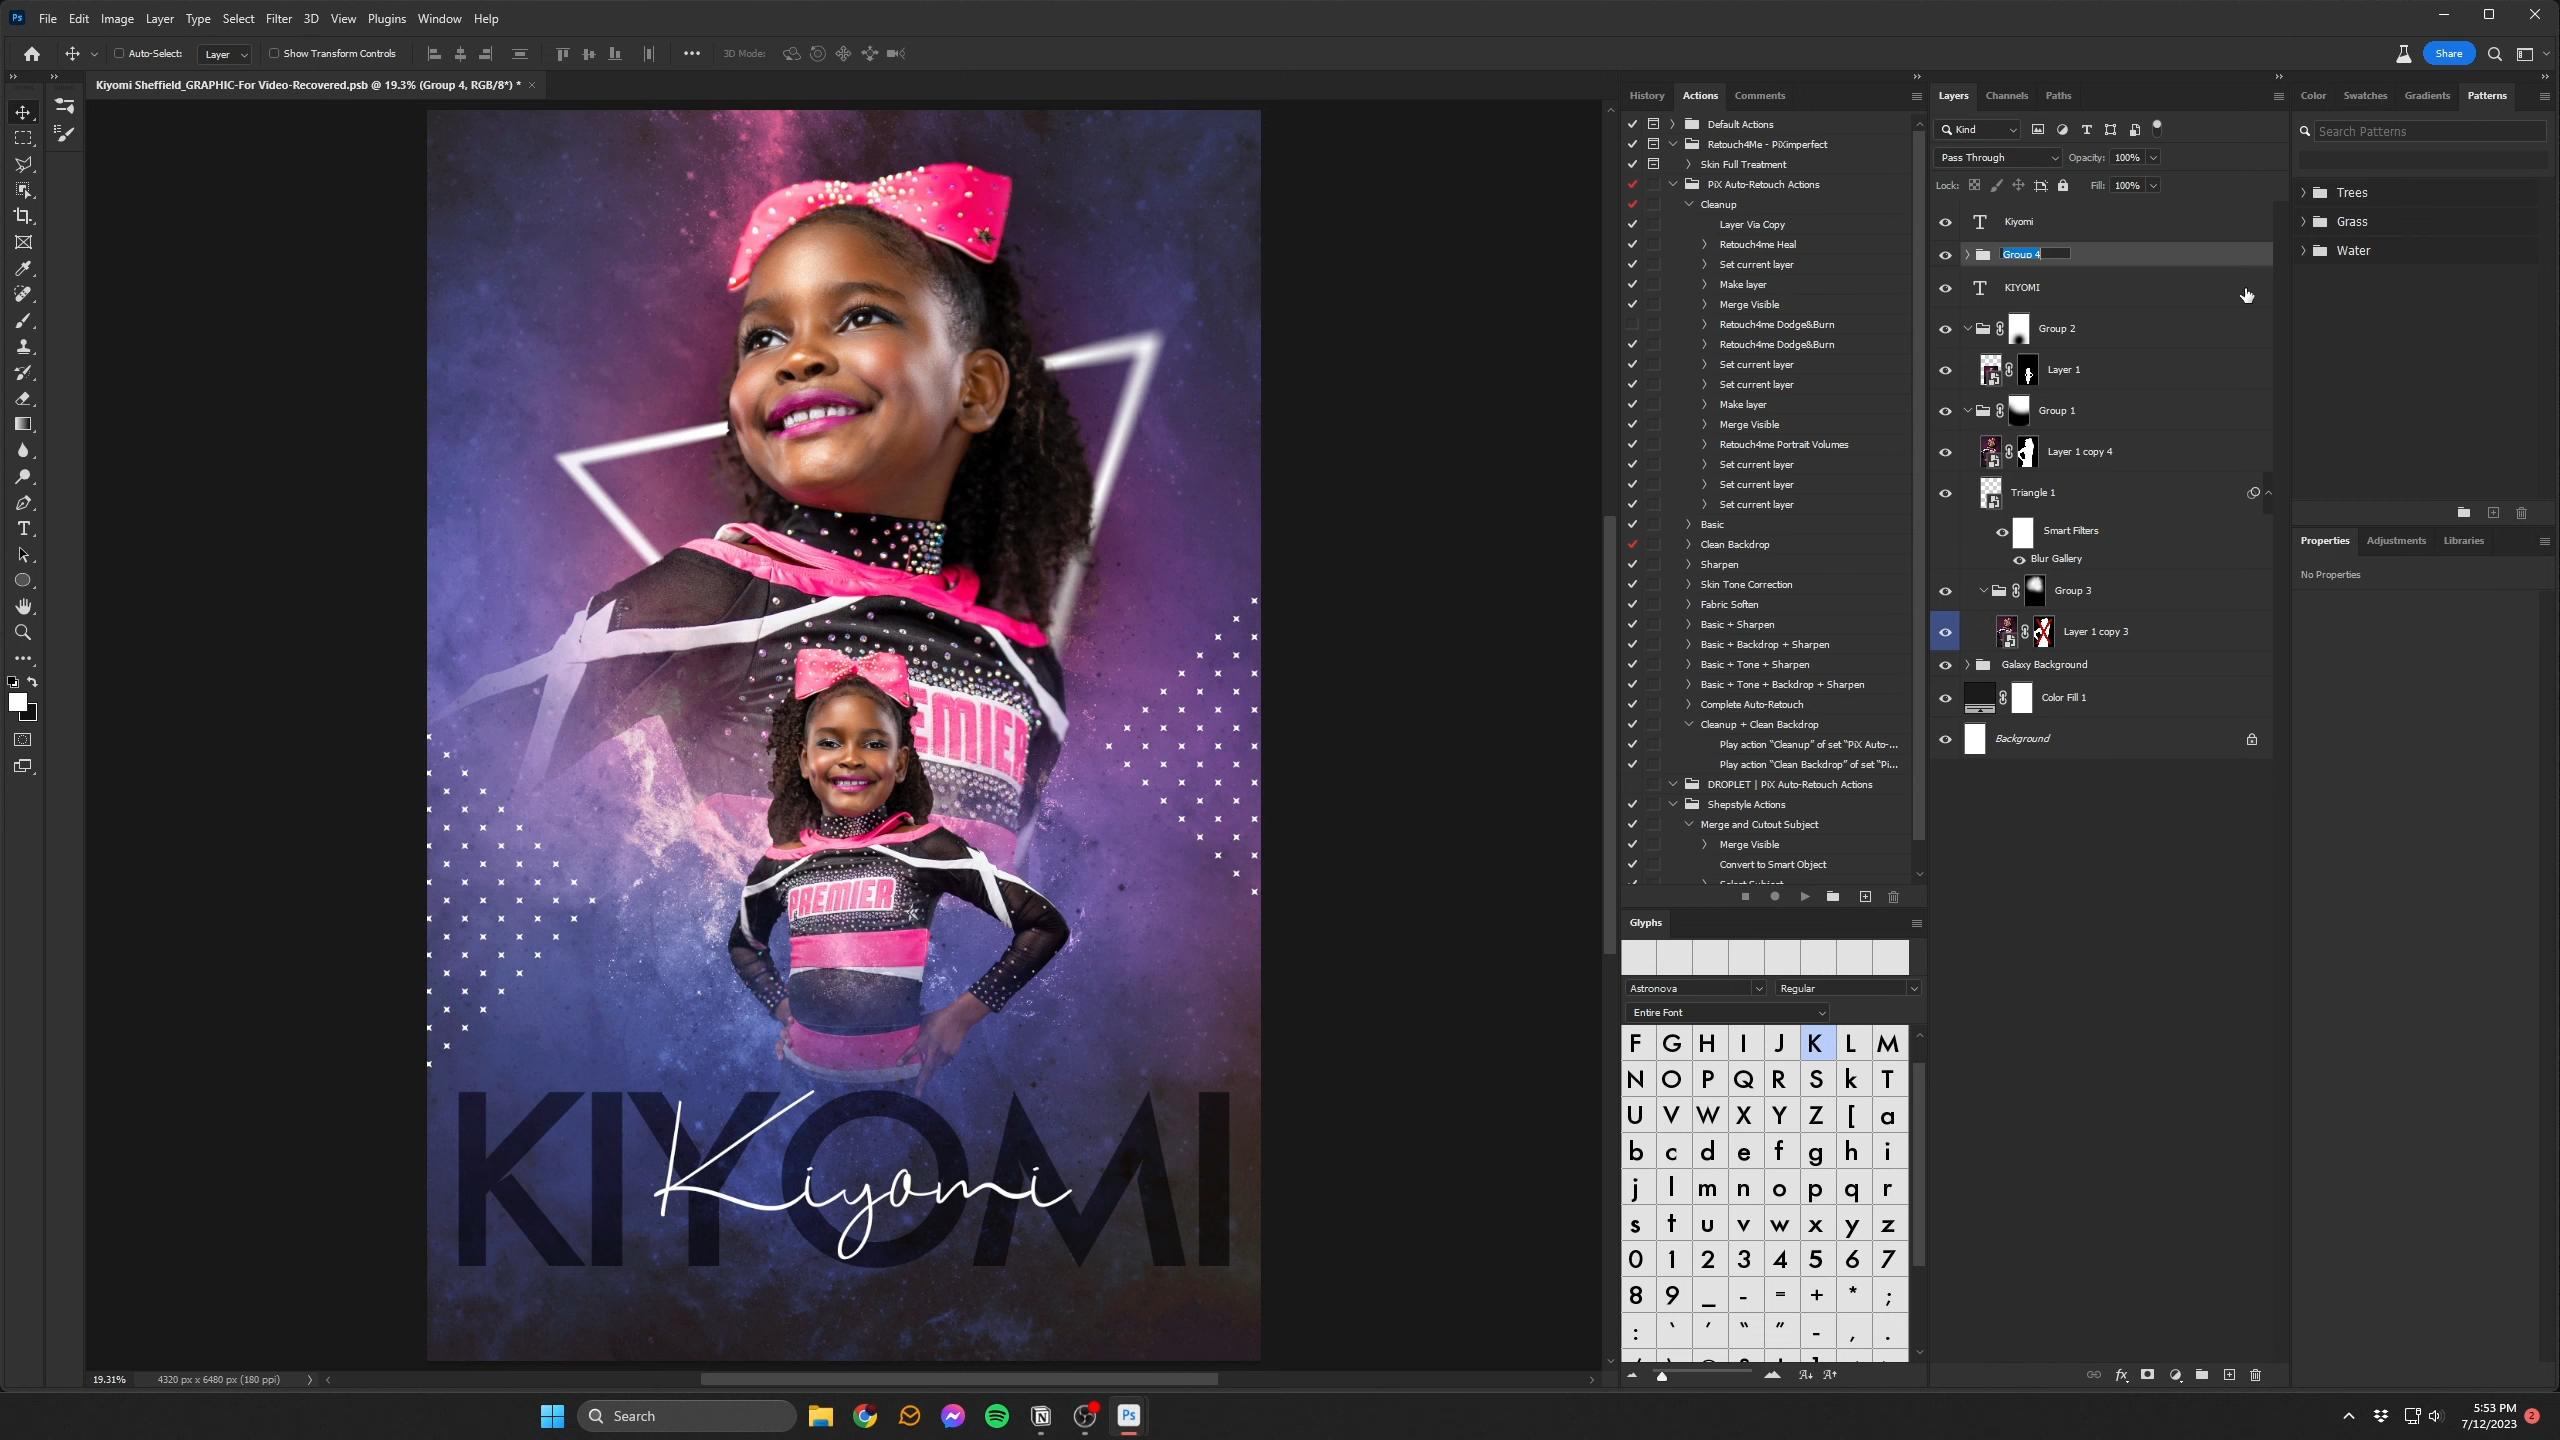 File Edit Image Layer Type Select Filter 3D View Plugins Window Help
Auto-Select: Layer Show Transform Controls 3D Mode: Share
Kiyomi Sheffield_GRAPHIC-For Video-Recovered.psb @ 19.3% (Group 4, RGB/8*) *
PREMIER
PREMIER
KIYOMI
Kiyomi
19.31% 4320 px x 6480 px (180 ppi)
History Actions Comments
Default Actions
Retouch4Me - PiXimperfect
Skin Full Treatment
PiX Auto-Retouch Actions
Cleanup
Layer Via Copy
Retouch4me Heal
Set current layer
Make layer
Merge Visible
Retouch4me Dodge&Burn
Retouch4me Dodge&Burn
Set current layer
Set current layer
Make layer
Merge Visible
Retouch4me Portrait Volumes
Set current layer
Set current layer
Set current layer
Basic
Clean Backdrop
Sharpen
Skin Tone Correction
Fabric Soften
Basic + Sharpen
Basic + Backdrop + Sharpen
Basic + Tone + Sharpen
Basic + Tone + Backdrop + Sharpen
Complete Auto-Retouch
Cleanup + Clean Backdrop
Play action "Cleanup" of set "PiX Auto-...
Play action "Clean Backdrop" of set "Pi...
DROPLET | PiX Auto-Retouch Actions
Shepstyle Actions
Merge and Cutout Subject
Merge Visible
Convert to Smart Object
Select Subject
Glyphs
Astronova Regular
Entire Font
F G H I J K L M
N O P Q R S k T
U V W X Y Z [ a
b c d e f g h i
j l m n o p q r
s t u v w x y z
0 1 2 3 4 5 6 7
8 9 _ - = + * ;
: ` ′ " ″ - , .
Layers Channels Paths
Kind
Pass Through Opacity: 100%
Lock: Fill: 100%
Kiyomi
Group 4
KIYOMI
Group 2
Layer 1
Group 1
Layer 1 copy 4
Triangle 1
Smart Filters
Blur Gallery
Group 3
Layer 1 copy 3
Galaxy Background
Color Fill 1
Background
Color Swatches Gradients Patterns
Search Patterns
Trees
Grass
Water
Properties Adjustments Libraries
No Properties
Search
5:53 PM
7/12/2023
2